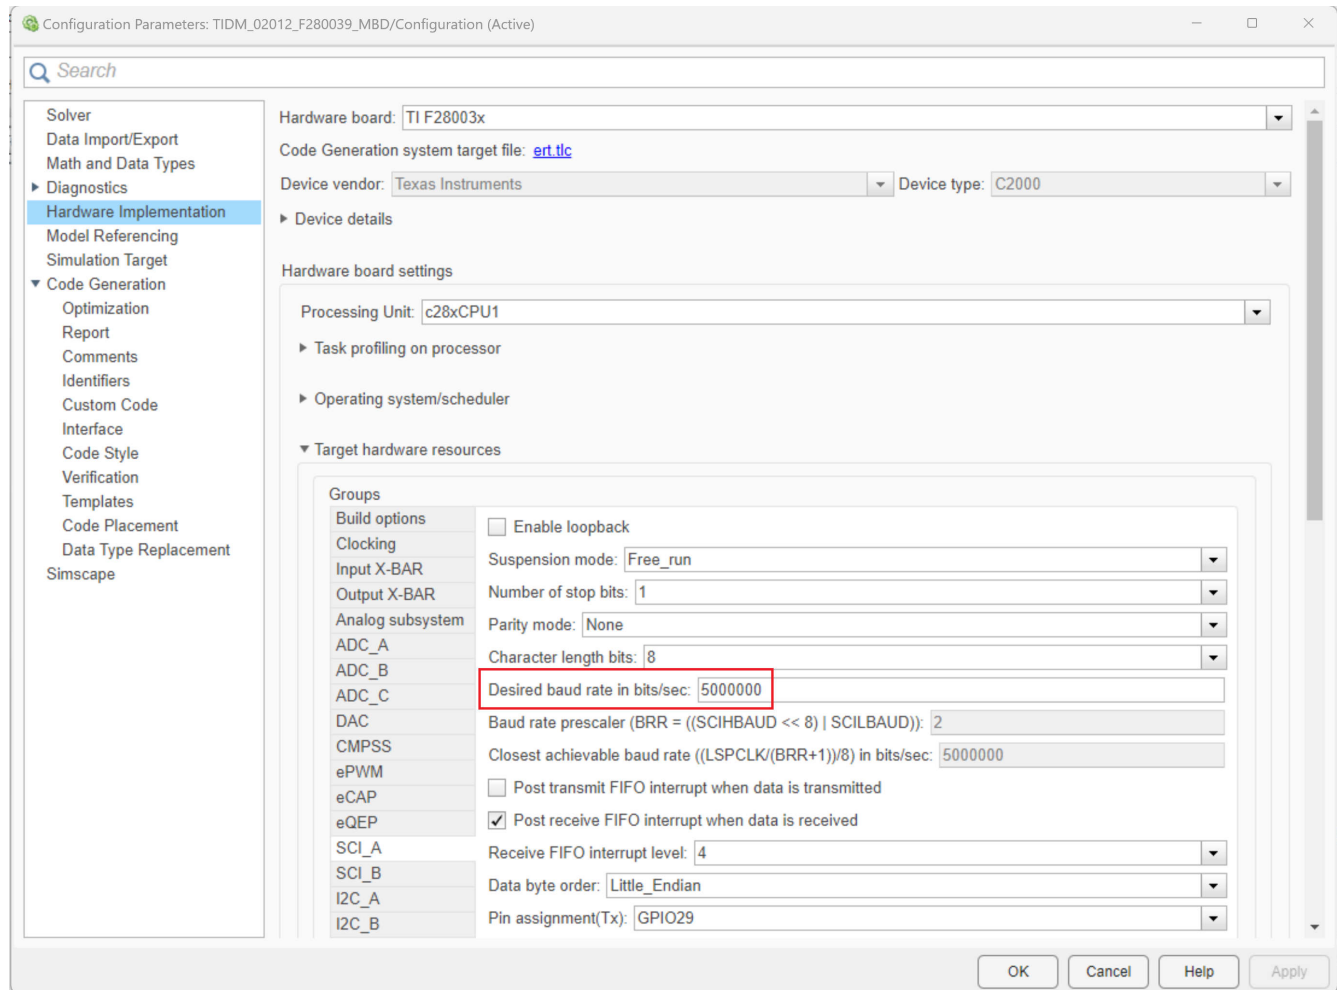 Configuration Parameters: TIDM_02012_F280039_MBD/Configuration (Active)
Search
Solver
Data Import/Export
Math and Data Types
Diagnostics
Hardware Implementation
Model Referencing
Simulation Target
Code Generation
Optimization
Report
Comments
Identifiers
Custom Code
Interface
Code Style
Verification
Templates
Code Placement
Data Type Replacement
Simscape
Hardware board: TI F28003x
Code Generation system target file: ert.tlc
Device vendor: Texas Instruments Device type: C2000
Device details
Hardware board settings
Processing Unit: c28xCPU1
Task profiling on processor
Operating system/scheduler
Target hardware resources
Groups
Build options
Clocking
Input X-BAR
Output X-BAR
Analog subsystem
ADC_A
ADC_B
ADC_C
DAC
CMPSS
ePWM
eCAP
eQEP
SCI_A
SCI_B
I2C_A
I2C_B
Enable loopback
Suspension mode: Free_run
Number of stop bits: 1
Parity mode: None
Character length bits: 8
Desired baud rate in bits/sec: 5000000
Baud rate prescaler (BRR = ((SCIHBAUD << 8) | SCILBAUD)): 2
Closest achievable baud rate ((LSPCLK/(BRR+1))/8) in bits/sec: 5000000
Post transmit FIFO interrupt when data is transmitted
Post receive FIFO interrupt when data is received
Receive FIFO interrupt level: 4
Data byte order: Little_Endian
Pin assignment(Tx): GPIO29
OK Cancel Help Apply